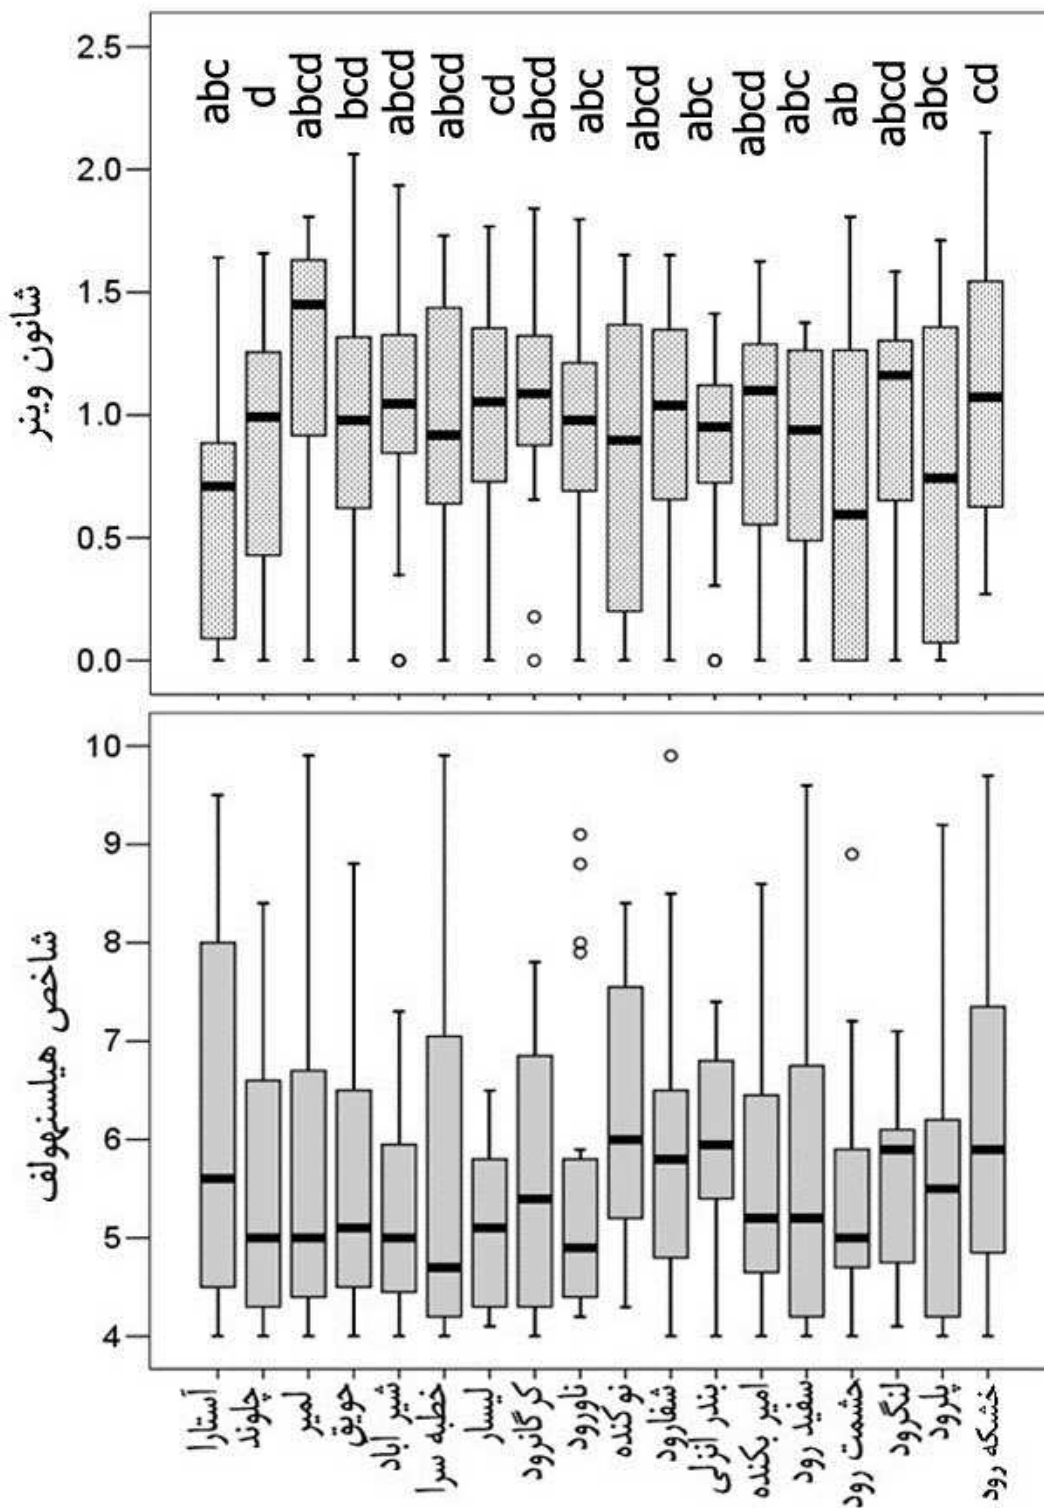 2.5
2.0
1.5
1.0
0.5
0.0
شانون وینر
abc
d
abcd
bcd
abcd
abcd
cd
abcd
abc
abcd
abc
abcd
abc
ab
abcd
abc
cd
10
9
8
7
6
5
4
شاخص هیلسنهولف
آستارا
چلوند
لمیر
حویق
شیر اباد
خطبه سرا
لیسار
کرگانرود
ناورود
نوکنده
شفارود
بندر انزلی
امیر بکنده
سفید رود
حشمت رود
لنگرود
پلرود
خشکه رود